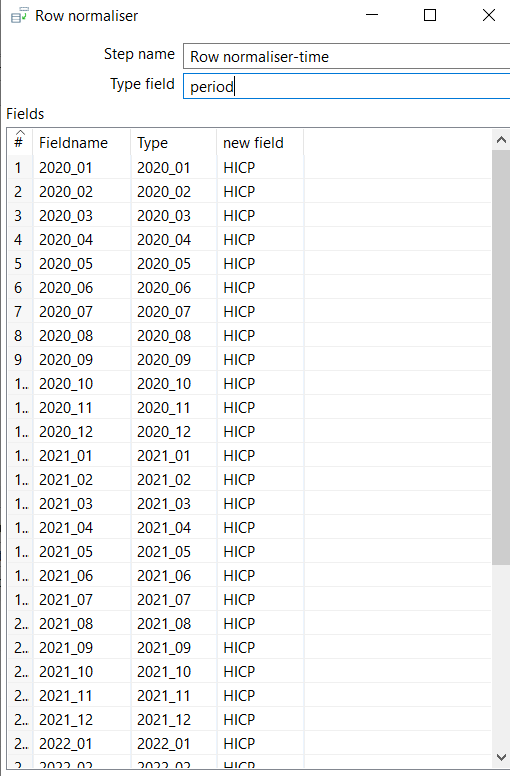 Row normaliser
Step name Row normaliser-time
Type field period
Fields
# Fieldname Type new field
1 2020_01 2020_01 HICP
2 2020_02 2020_02 HICP
3 2020_03 2020_03 HICP
4 2020_04 2020_04 HICP
5 2020_05 2020_05 HICP
6 2020_06 2020_06 HICP
7 2020_07 2020_07 HICP
8 2020_08 2020_08 HICP
9 2020_09 2020_09 HICP
1.. 2020_10 2020_10 HICP
1.. 2020_11 2020_11 HICP
1.. 2020_12 2020_12 HICP
1.. 2021_01 2021_01 HICP
1.. 2021_02 2021_02 HICP
1.. 2021_03 2021_03 HICP
1.. 2021_04 2021_04 HICP
1.. 2021_05 2021_05 HICP
1.. 2021_06 2021_06 HICP
1.. 2021_07 2021_07 HICP
2.. 2021_08 2021_08 HICP
2.. 2021_09 2021_09 HICP
2.. 2021_10 2021_10 HICP
2.. 2021_11 2021_11 HICP
2.. 2021_12 2021_12 HICP
2.. 2022_01 2022_01 HICP
2.. 2022_02 2022_02 HICP